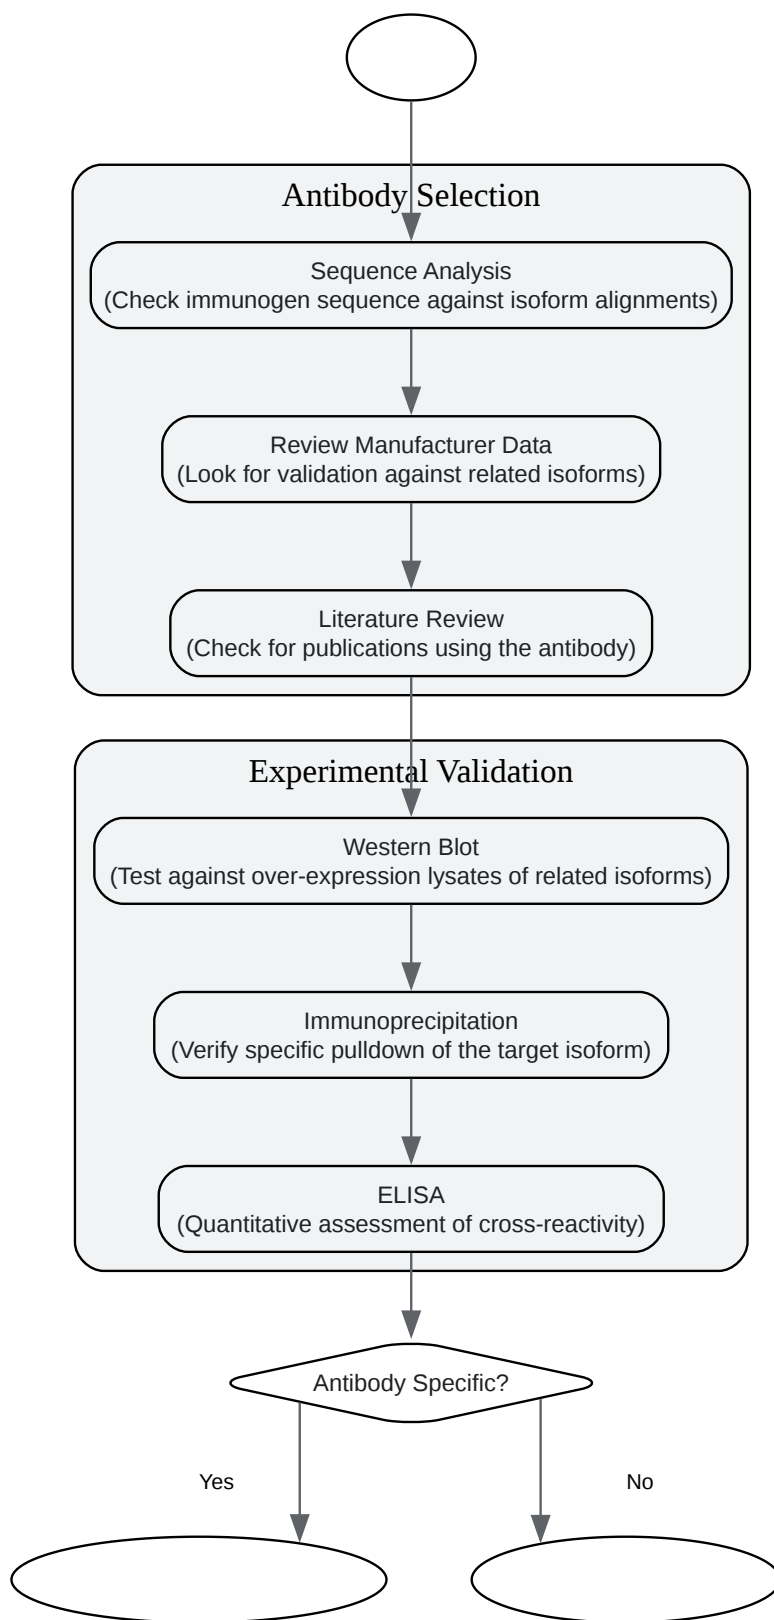 Antibody Selection
Sequence Analysis
(Check immunogen sequence against isoform alignments)
Review Manufacturer Data
(Look for validation against related isoforms)
Literature Review
(Check for publications using the antibody)
Experimental Validation
Western Blot
(Test against over-expression lysates of related isoforms)
Immunoprecipitation
(Verify specific pulldown of the target isoform)
ELISA
(Quantitative assessment of cross-reactivity)
Antibody Specific?
Yes
No